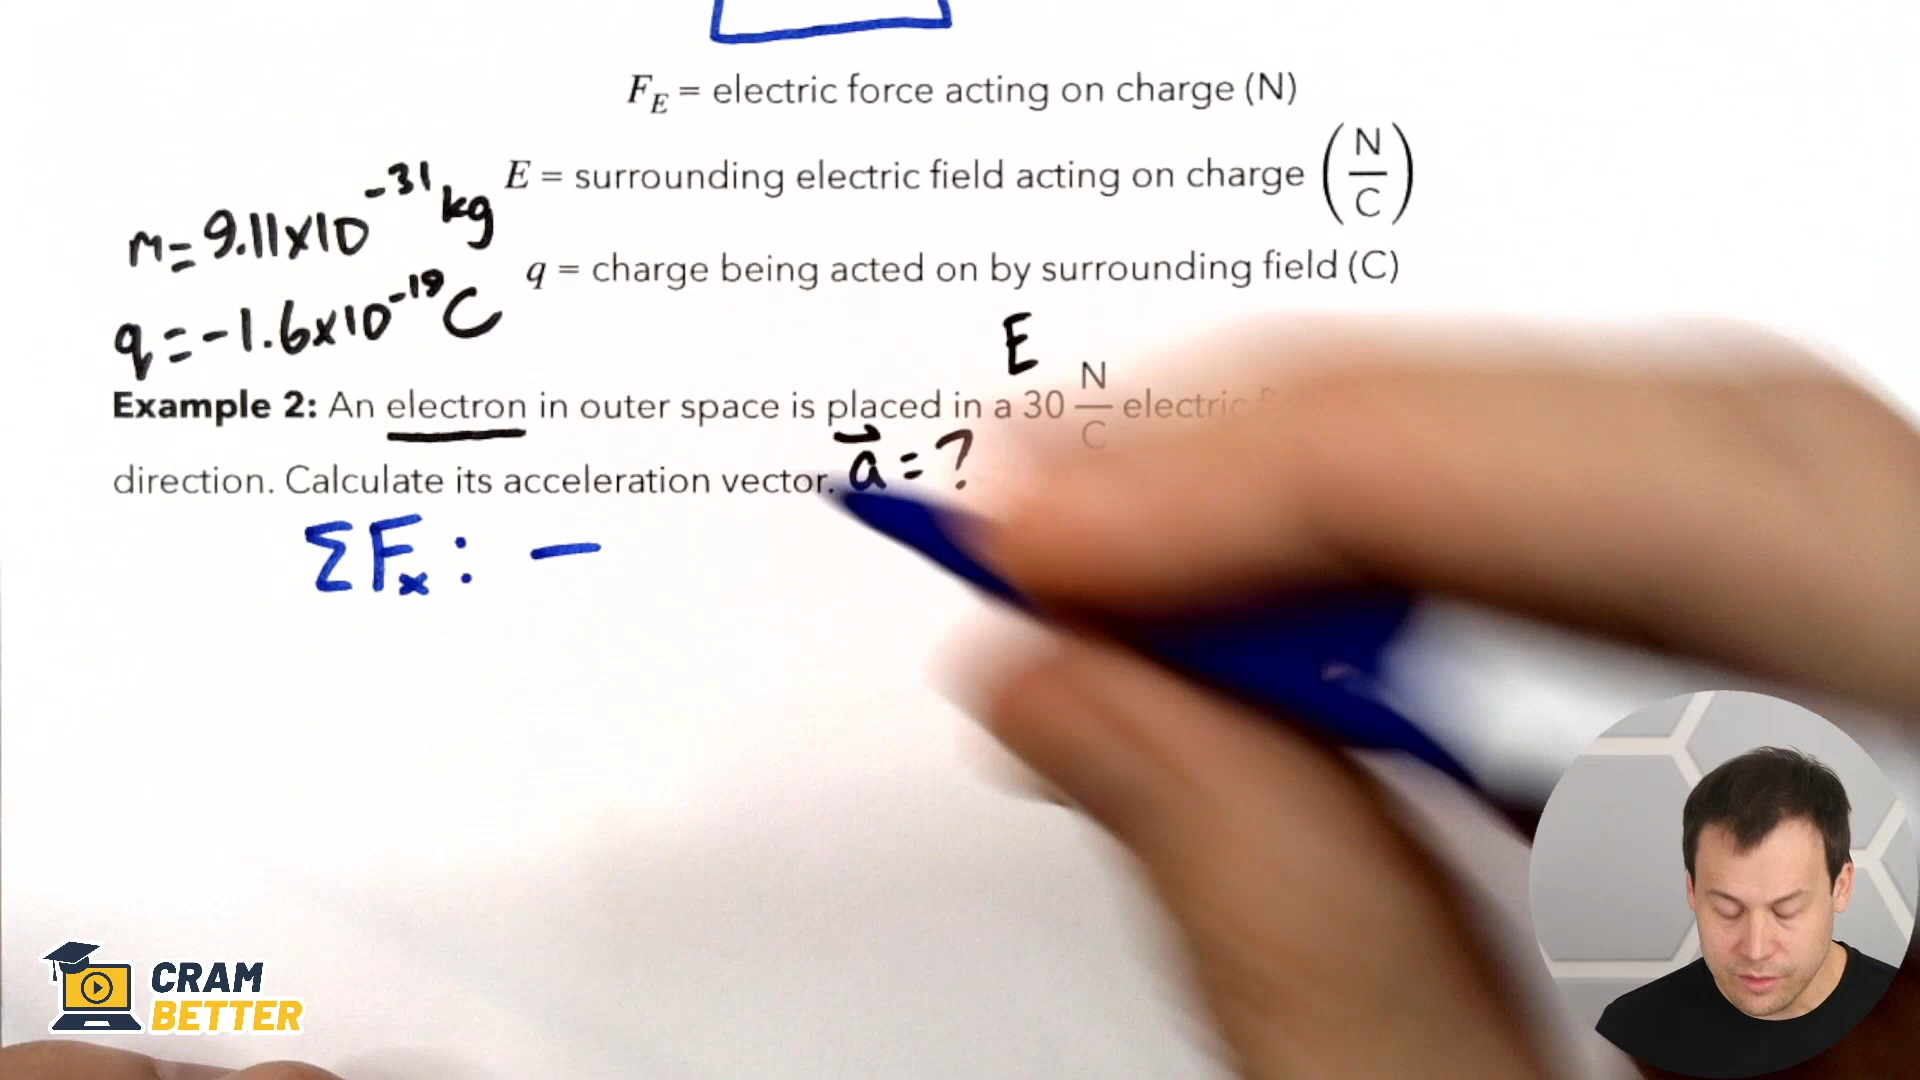 F_E = electric force acting on charge (N)
E = surrounding electric field acting on charge (N/C)
m = 9.11x10^-31 kg
q = charge being acted on by surrounding field (C)
q = -1.6x10^-19 C
E
Example 2: An electron in outer space is placed in a 30 N/C electric
direction. Calculate its acceleration vector. a⃗ = ?
ΣFx : –
CRAM
BETTER